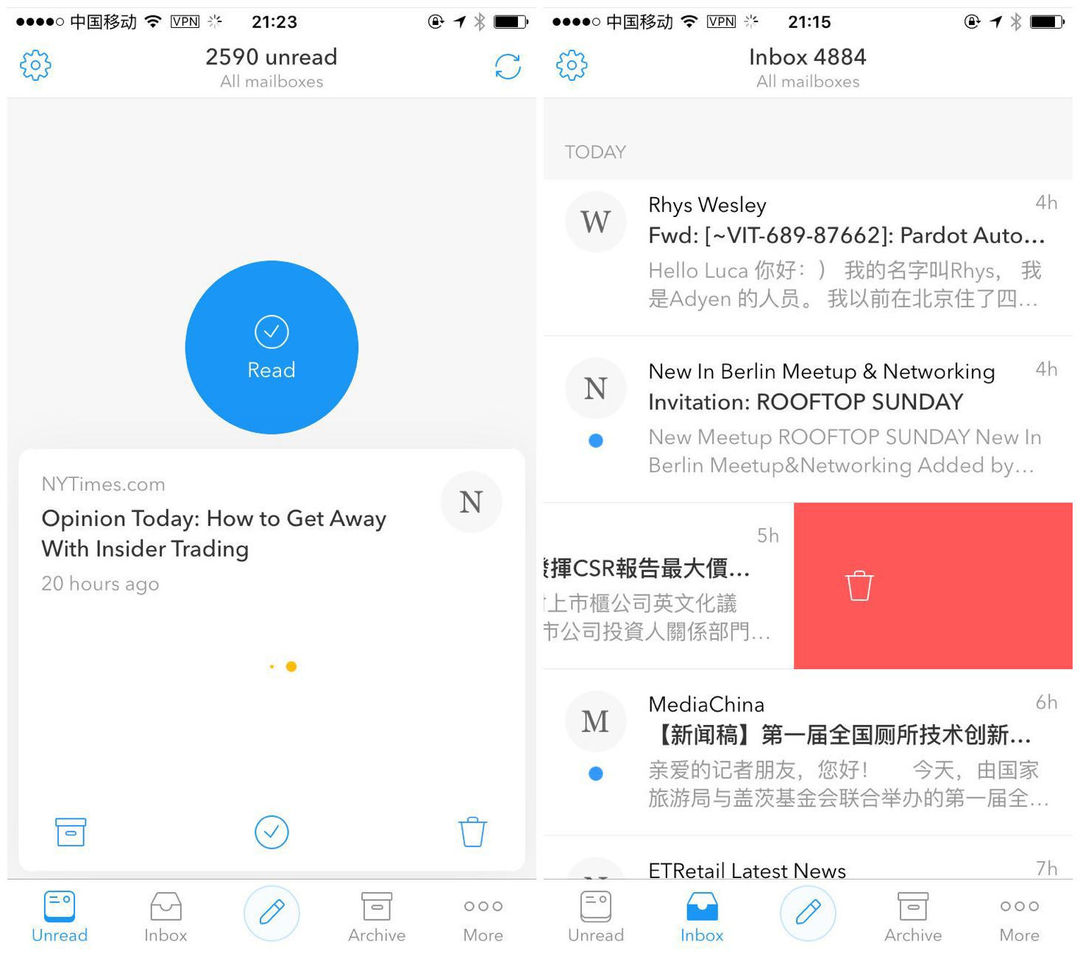 中国移动 VPN 21:23
2590 unread
All mailboxes
Read
NYTimes.com
N
Opinion Today: How to Get Away
With Insider Trading
20 hours ago
Unread Inbox Archive More
中国移动 VPN 21:15
Inbox 4884
All mailboxes
TODAY
W
Rhys Wesley 4h
Fwd: [~VIT-689-87662]: Pardot Auto...
Hello Luca 你好：） 我的名字叫Rhys， 我
是Adyen 的人员。 我以前在北京住了四...
N
New In Berlin Meetup & Networking 4h
Invitation: ROOFTOP SUNDAY
New Meetup ROOFTOP SUNDAY New In
Berlin Meetup&Networking Added by...
5h
揮CSR報告最大價...
上市櫃公司英文化議
市公司投資人關係部門...
M
MediaChina 6h
【新闻稿】第一届全国厕所技术创新...
亲爱的记者朋友，您好！ 今天，由国家
旅游局与盖茨基金会联合举办的第一届全...
ETRetail Latest News 7h
Unread Inbox Archive More